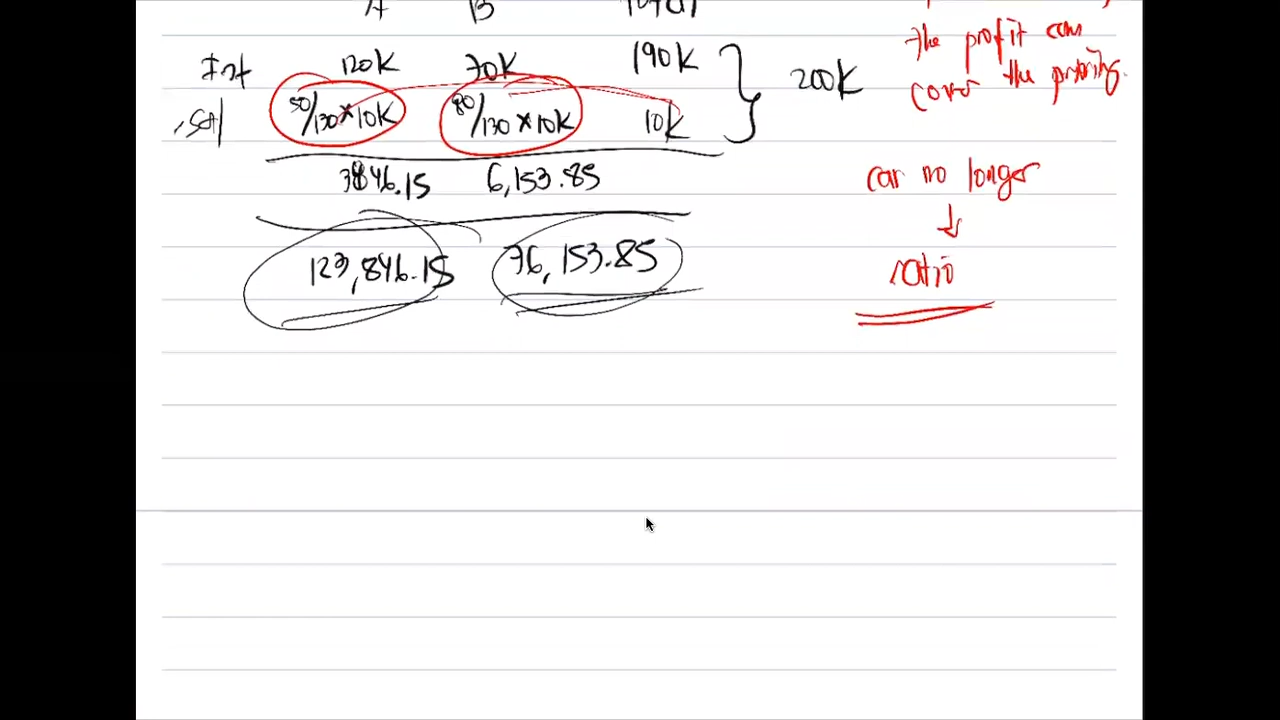 A B Total
Int 120K 70K 190K
Sal 50/130 * 10K 80/130 * 10K 10K
200K
3846.15 6,153.85
123,846.15 76,153.85
the profit can
cover the priority.
can no longer
↓
ratio